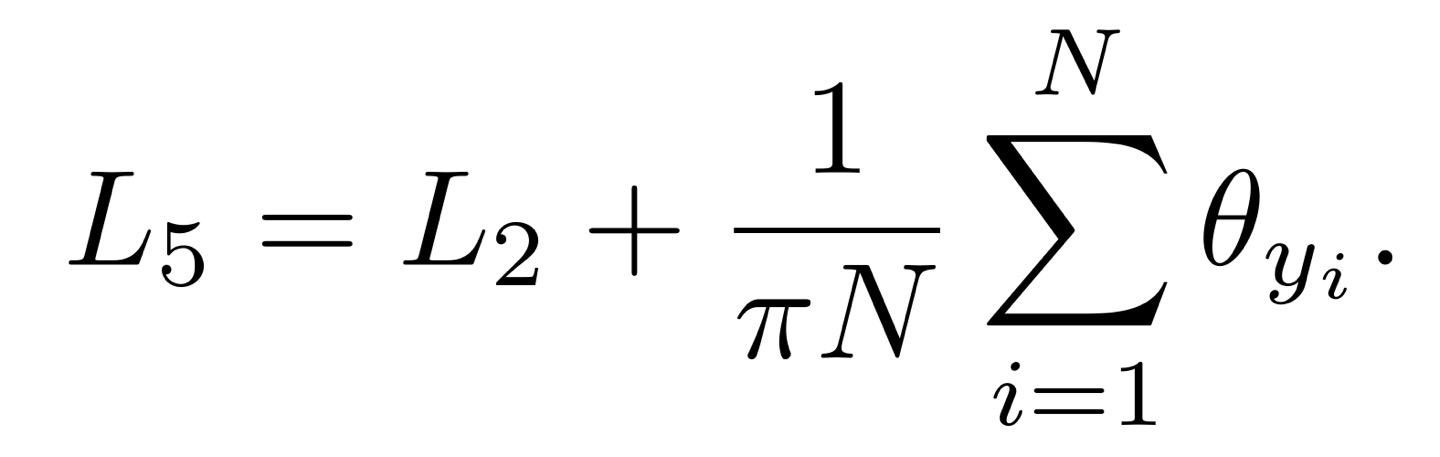 $L_5 = L_2 + \frac{1}{\pi N} \sum_{i=1}^{N} \theta_{y_i}.$